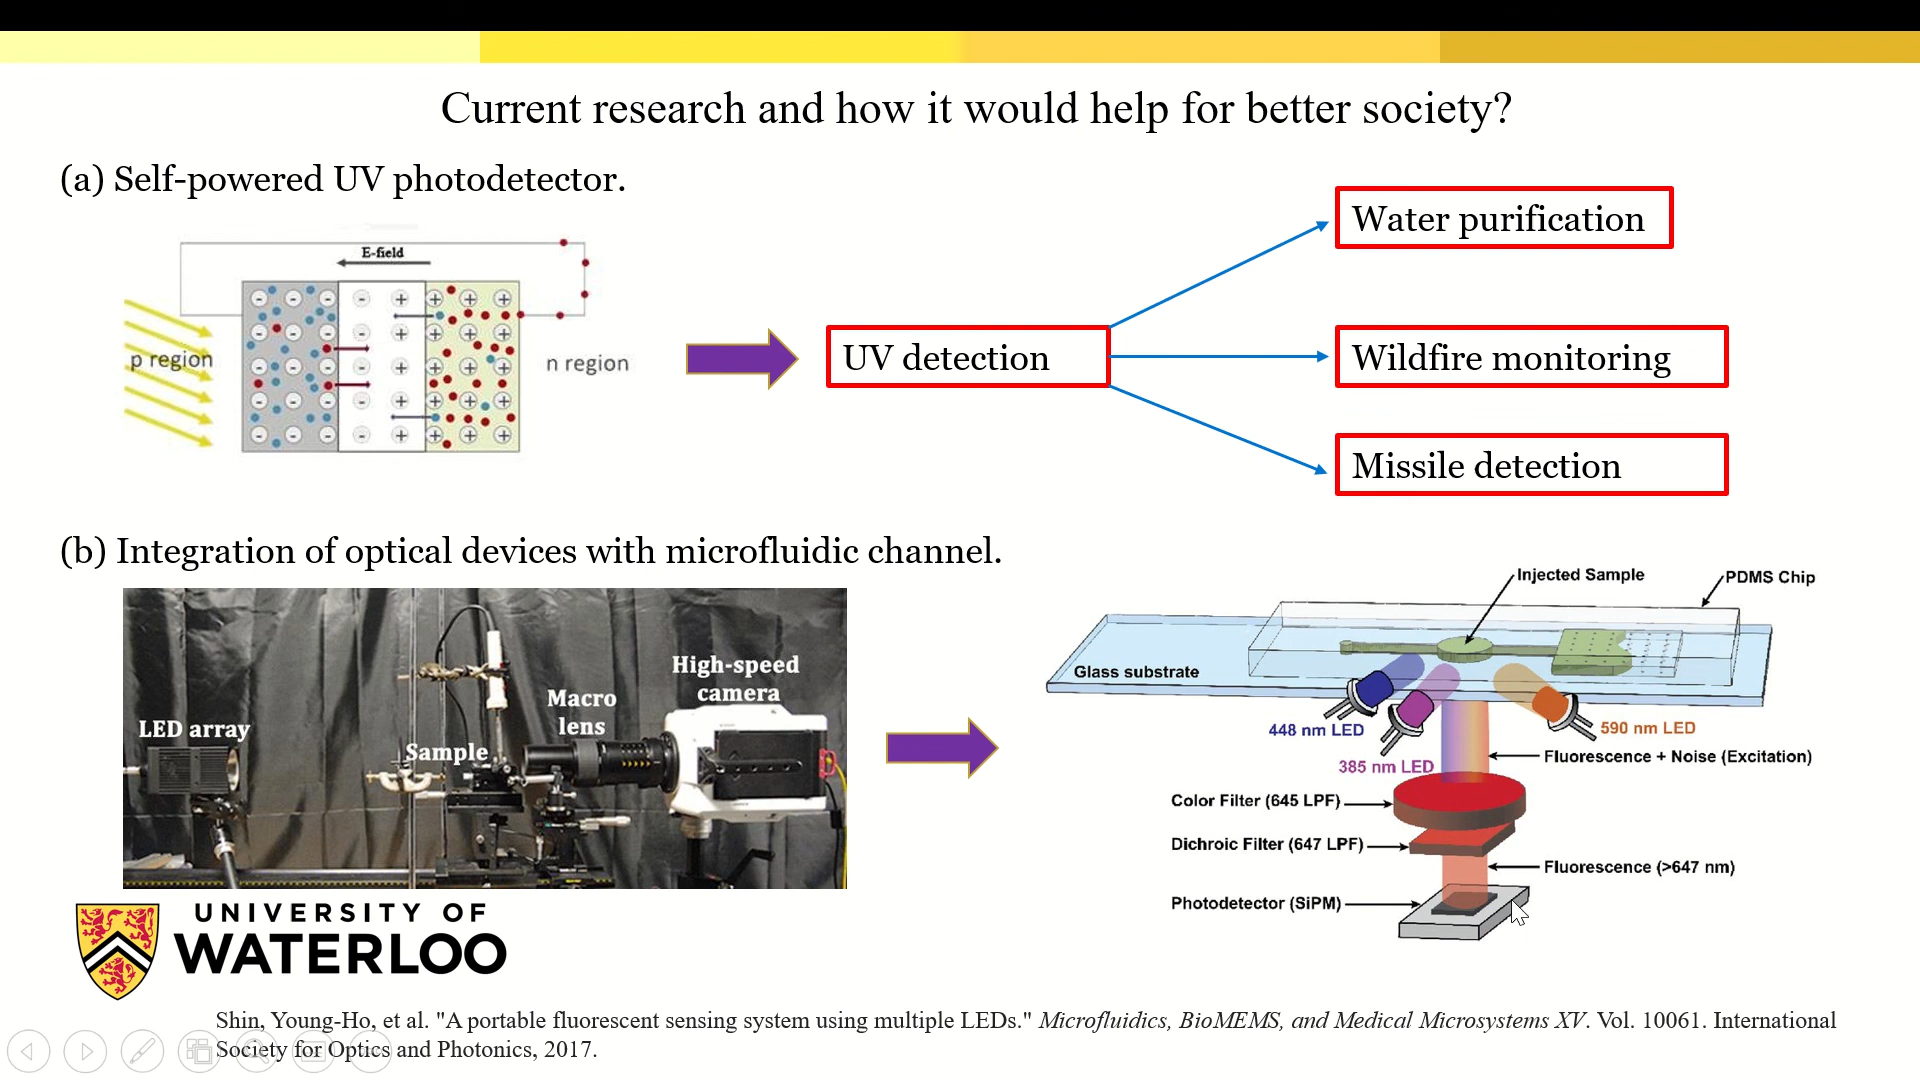 Current research and how it would help for better society?
(a) Self-powered UV photodetector.
E-field
p region
n region
UV detection
Water purification
Wildfire monitoring
Missile detection
(b) Integration of optical devices with microfluidic channel.
LED array
Sample
Macro
lens
High-speed
camera
Injected Sample
PDMS Chip
Glass substrate
448 nm LED
590 nm LED
385 nm LED
Fluorescence + Noise (Excitation)
Color Filter (645 LPF)
Dichroic Filter (647 LPF)
Fluorescence (>647 nm)
Photodetector (SiPM)
UNIVERSITY OF
WATERLOO
Shin, Young-Ho, et al. "A portable fluorescent sensing system using multiple LEDs." Microfluidics, BioMEMS, and Medical Microsystems XV. Vol. 10061. International
Society for Optics and Photonics, 2017.